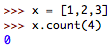 >>> x = [1,2,3]
>>> x.count(4)
0